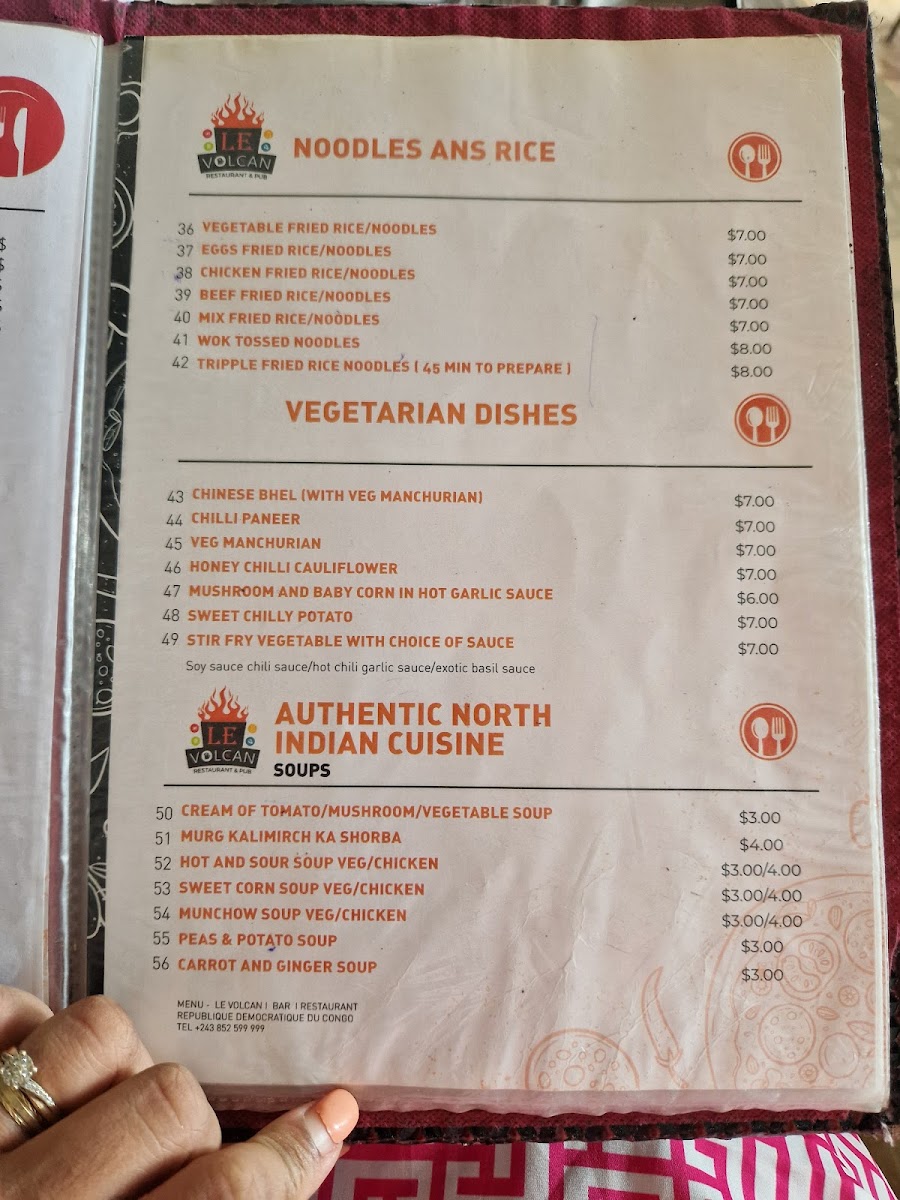 LE
VOLCAN
RESTAURANT & PUB
NOODLES ANS RICE
36 VEGETABLE FRIED RICE/NOODLES $7.00
37 EGGS FRIED RICE/NOODLES $7.00
38 CHICKEN FRIED RICE/NOODLES $7.00
39 BEEF FRIED RICE/NOODLES $7.00
40 MIX FRIED RICE/NOODLES $7.00
41 WOK TOSSED NOODLES $8.00
42 TRIPPLE FRIED RICE NOODLES ( 45 MIN TO PREPARE ) $8.00
VEGETARIAN DISHES
43 CHINESE BHEL (WITH VEG MANCHURIAN) $7.00
44 CHILLI PANEER $7.00
45 VEG MANCHURIAN $7.00
46 HONEY CHILLI CAULIFLOWER $7.00
47 MUSHROOM AND BABY CORN IN HOT GARLIC SAUCE $6.00
48 SWEET CHILLY POTATO $7.00
49 STIR FRY VEGETABLE WITH CHOICE OF SAUCE $7.00
Soy sauce chili sauce/hot chili garlic sauce/exotic basil sauce
LE
VOLCAN
RESTAURANT & PUB
AUTHENTIC NORTH
INDIAN CUISINE
SOUPS
50 CREAM OF TOMATO/MUSHROOM/VEGETABLE SOUP $3.00
51 MURG KALIMIRCH KA SHORBA $4.00
52 HOT AND SOUR SOUP VEG/CHICKEN $3.00/4.00
53 SWEET CORN SOUP VEG/CHICKEN $3.00/4.00
54 MUNCHOW SOUP VEG/CHICKEN $3.00/4.00
55 PEAS & POTATO SOUP $3.00
56 CARROT AND GINGER SOUP $3.00
MENU - LE VOLCAN I BAR I RESTAURANT
REPUBLIQUE DEMOCRATIQUE DU CONGO
TEL +243 852 599 999